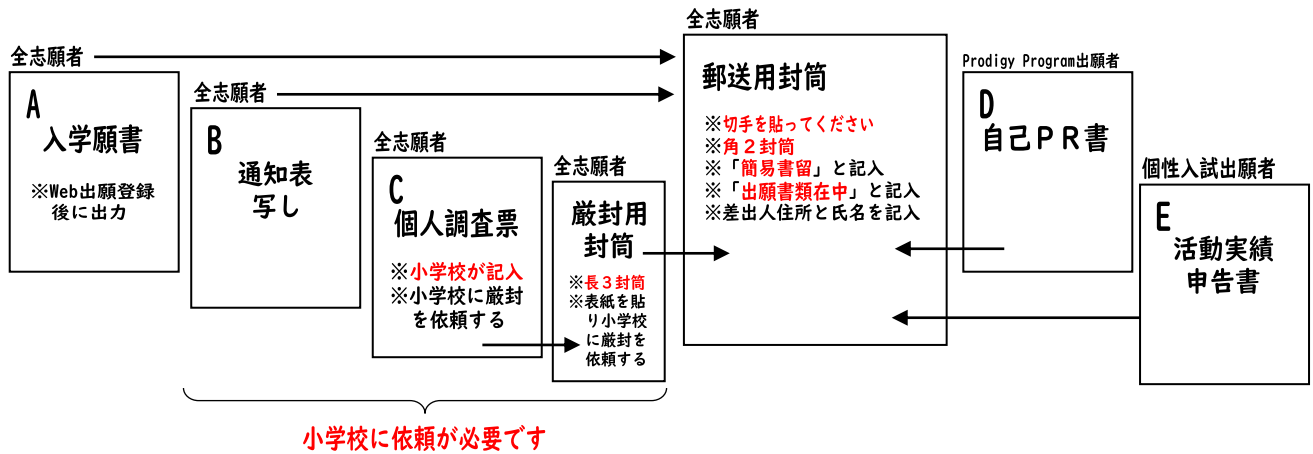 全志願者
A
入学願書
※Web出願登録
後に出力
全志願者
B
通知表
写し
全志願者
C
個人調査票
※小学校が記入
※小学校に厳封
を依頼する
全志願者
厳封用
封筒
※長３封筒
※表紙を貼
り小学校
に厳封を
依頼する
小学校に依頼が必要です
全志願者
郵送用封筒
※切手を貼ってください
※角２封筒
※「簡易書留」と記入
※「出願書類在中」と記入
※差出人住所と氏名を記入
Prodigy Program出願者
D
自己ＰＲ書
個性入試出願者
E
活動実績
申告書